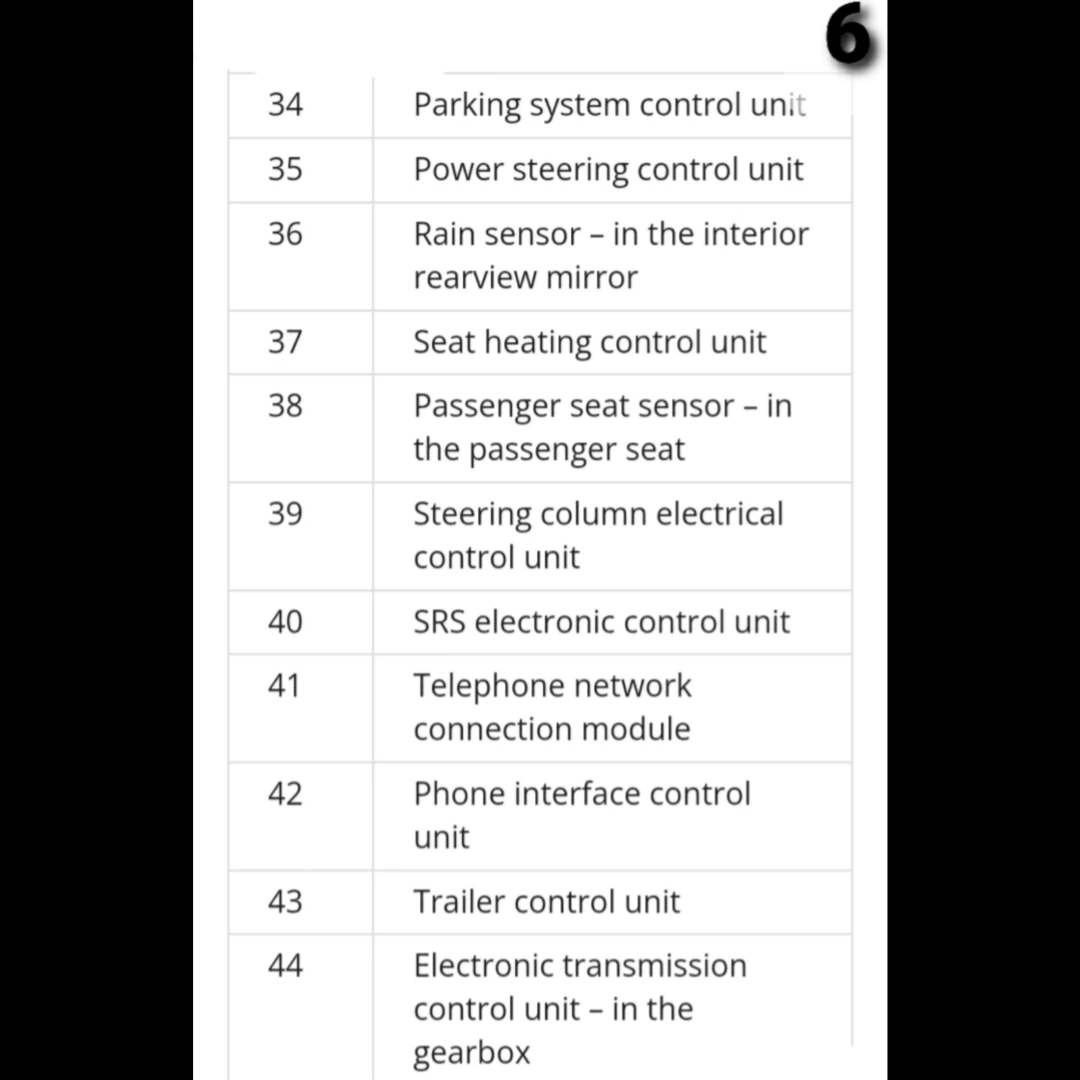 6
34 Parking system control unit
35 Power steering control unit
36 Rain sensor – in the interior
rearview mirror
37 Seat heating control unit
38 Passenger seat sensor – in
the passenger seat
39 Steering column electrical
control unit
40 SRS electronic control unit
41 Telephone network
connection module
42 Phone interface control
unit
43 Trailer control unit
44 Electronic transmission
control unit – in the
gearbox